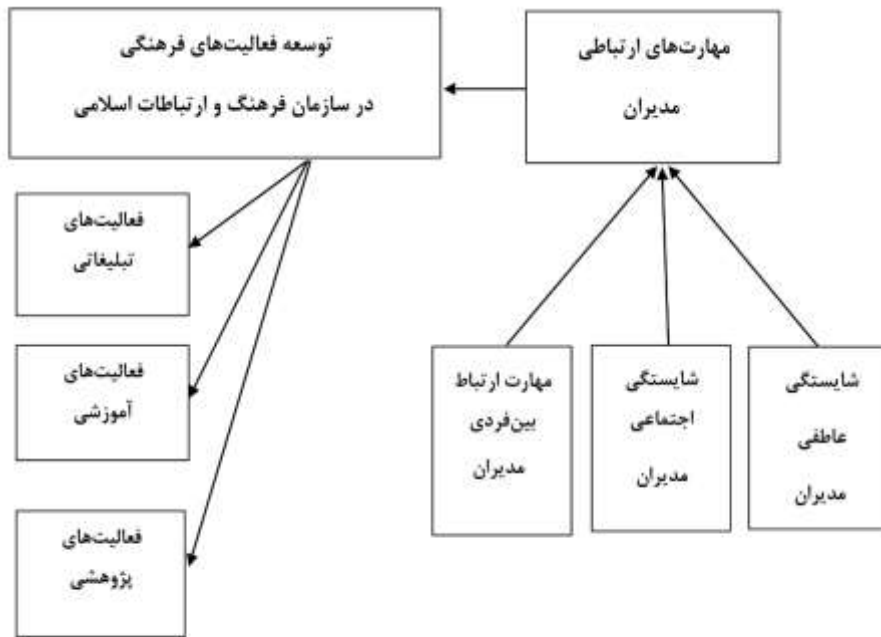 مهارت‌های ارتباطی
مدیران
توسعه فعالیت‌های فرهنگی
در سازمان فرهنگ و ارتباطات اسلامی
شایستگی
عاطفی
مدیران
شایستگی
اجتماعی
مدیران
مهارت ارتباط
بین‌فردی
مدیران
فعالیت‌های
تبلیغاتی
فعالیت‌های
آموزشی
فعالیت‌های
پژوهشی